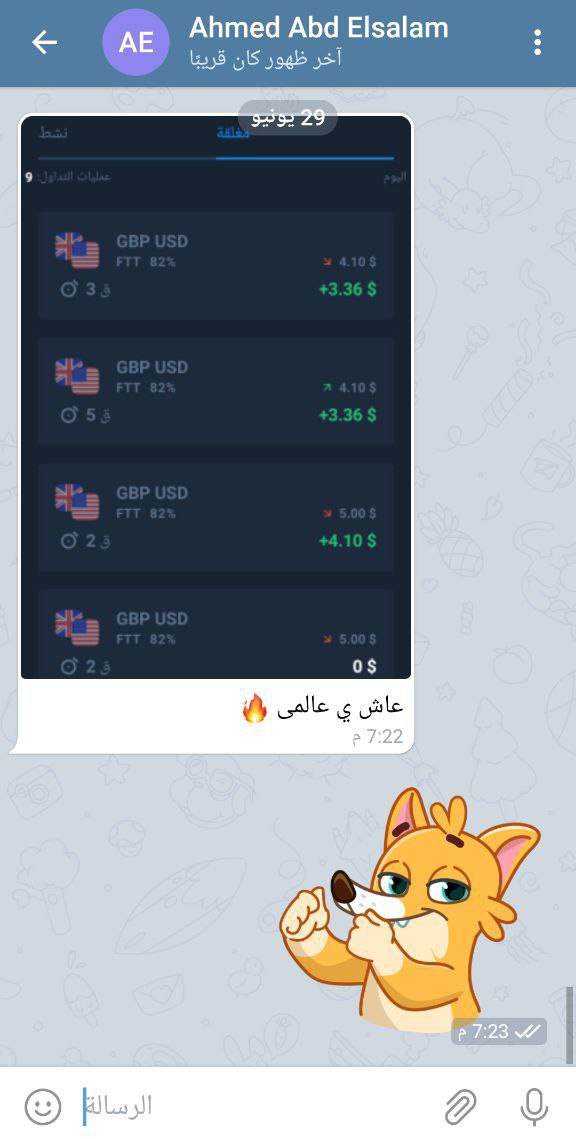 AE
Ahmed Abd Elsalam
آخر ظهور كان قريبًا
29 يونيو
مغلقة
نشط
اليوم
عمليات التداول: 9
GBP USD
FTT 82%
4.10 $
3 ق
+3.36 $
GBP USD
FTT 82%
4.10 $
5 ق
+3.36 $
GBP USD
FTT 82%
5.00 $
2 ق
+4.10 $
GBP USD
FTT 82%
5.00 $
2 ق
0 $
عاش ي عالمى 🔥
7:22 م
7:23 م
الرسالة